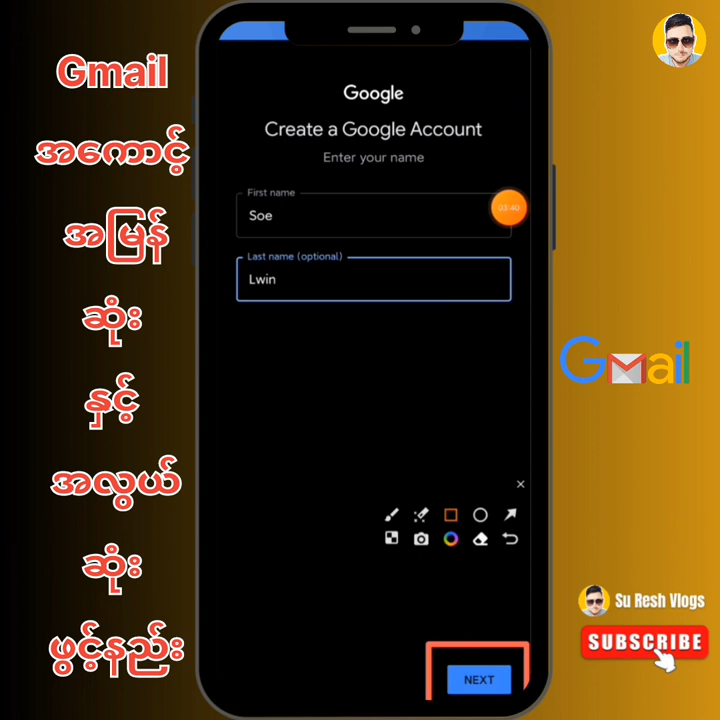 Gmail
အကောင့်
အမြန်
ဆုံး
နှင့်
အလွယ်
ဆုံး
ဖွင့်နည်း
Google
Create a Google Account
Enter your name
First name
Soe
03:40
Last name (optional)
Lwin
NEXT
Gmail
Su Resh Vlogs
SUBSCRIBE